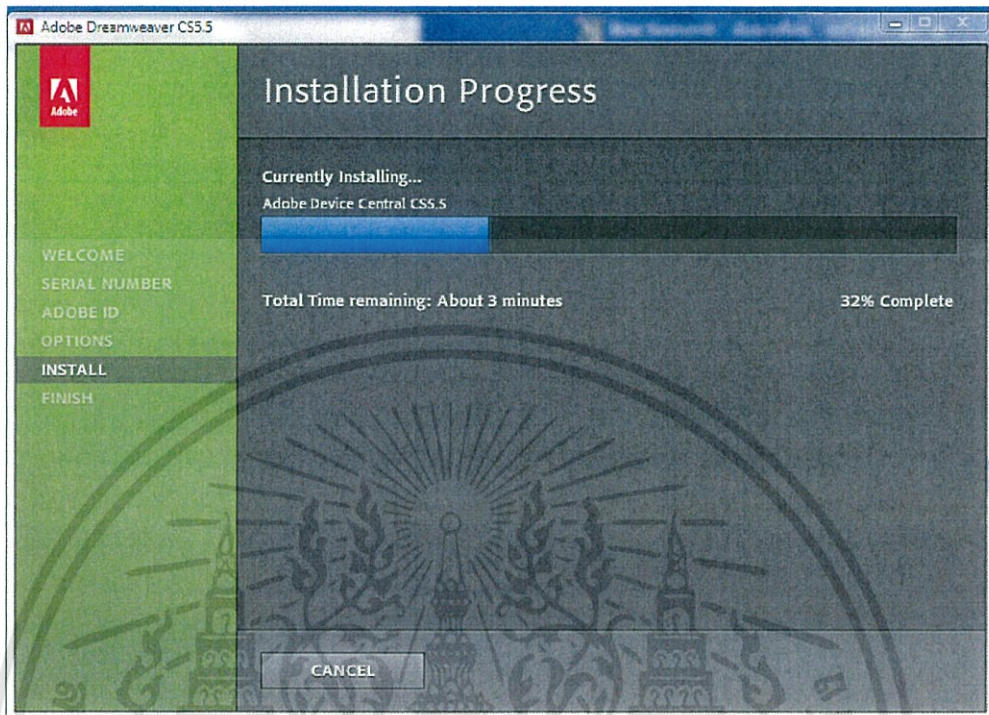 Adobe Dreamweaver CS5.5
Adobe
Installation Progress
Currently Installing...
Adobe Device Central CS5.5
Total Time remaining: About 3 minutes
32% Complete
WELCOME
SERIAL NUMBER
ADOBE ID
OPTIONS
INSTALL
FINISH
CANCEL